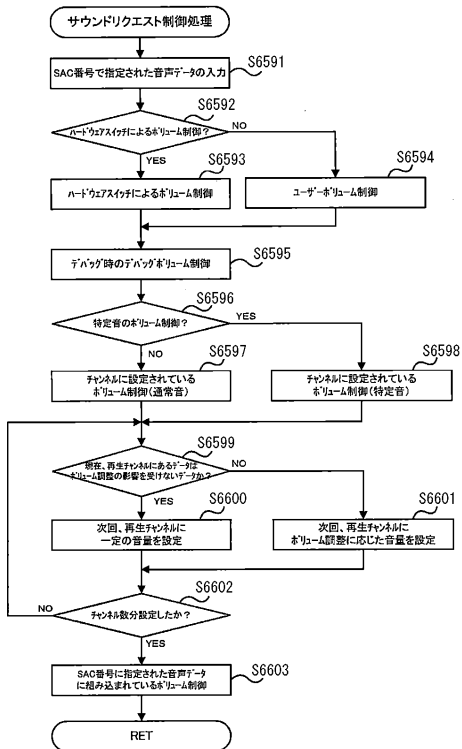 サウンドリクエスト制御処理
S6591
SAC番号で指定された音声データの入力
S6592
ハードウェアスイッチによるボリューム制御?
NO
YES
S6593
S6594
ハードウェアスイッチによるボリューム制御
ユーザーボリューム制御
S6595
デバッグ時のデバッグボリューム制御
S6596
特定音のボリューム制御?
YES
NO
S6597
S6598
チャンネルに設定されている
ボリューム制御(通常音)
チャンネルに設定されている
ボリューム制御(特定音)
S6599
現在、再生チャンネルにあるデータは
ボリューム調整の影響を受けないデータか?
NO
YES
S6600
S6601
次回、再生チャンネルに
一定の音量を設定
次回、再生チャンネルに
ボリューム調整に応じた音量を設定
S6602
NO
チャンネル数分設定したか?
YES
S6603
SAC番号に指定された音声データ
に組み込まれているボリューム制御
RET